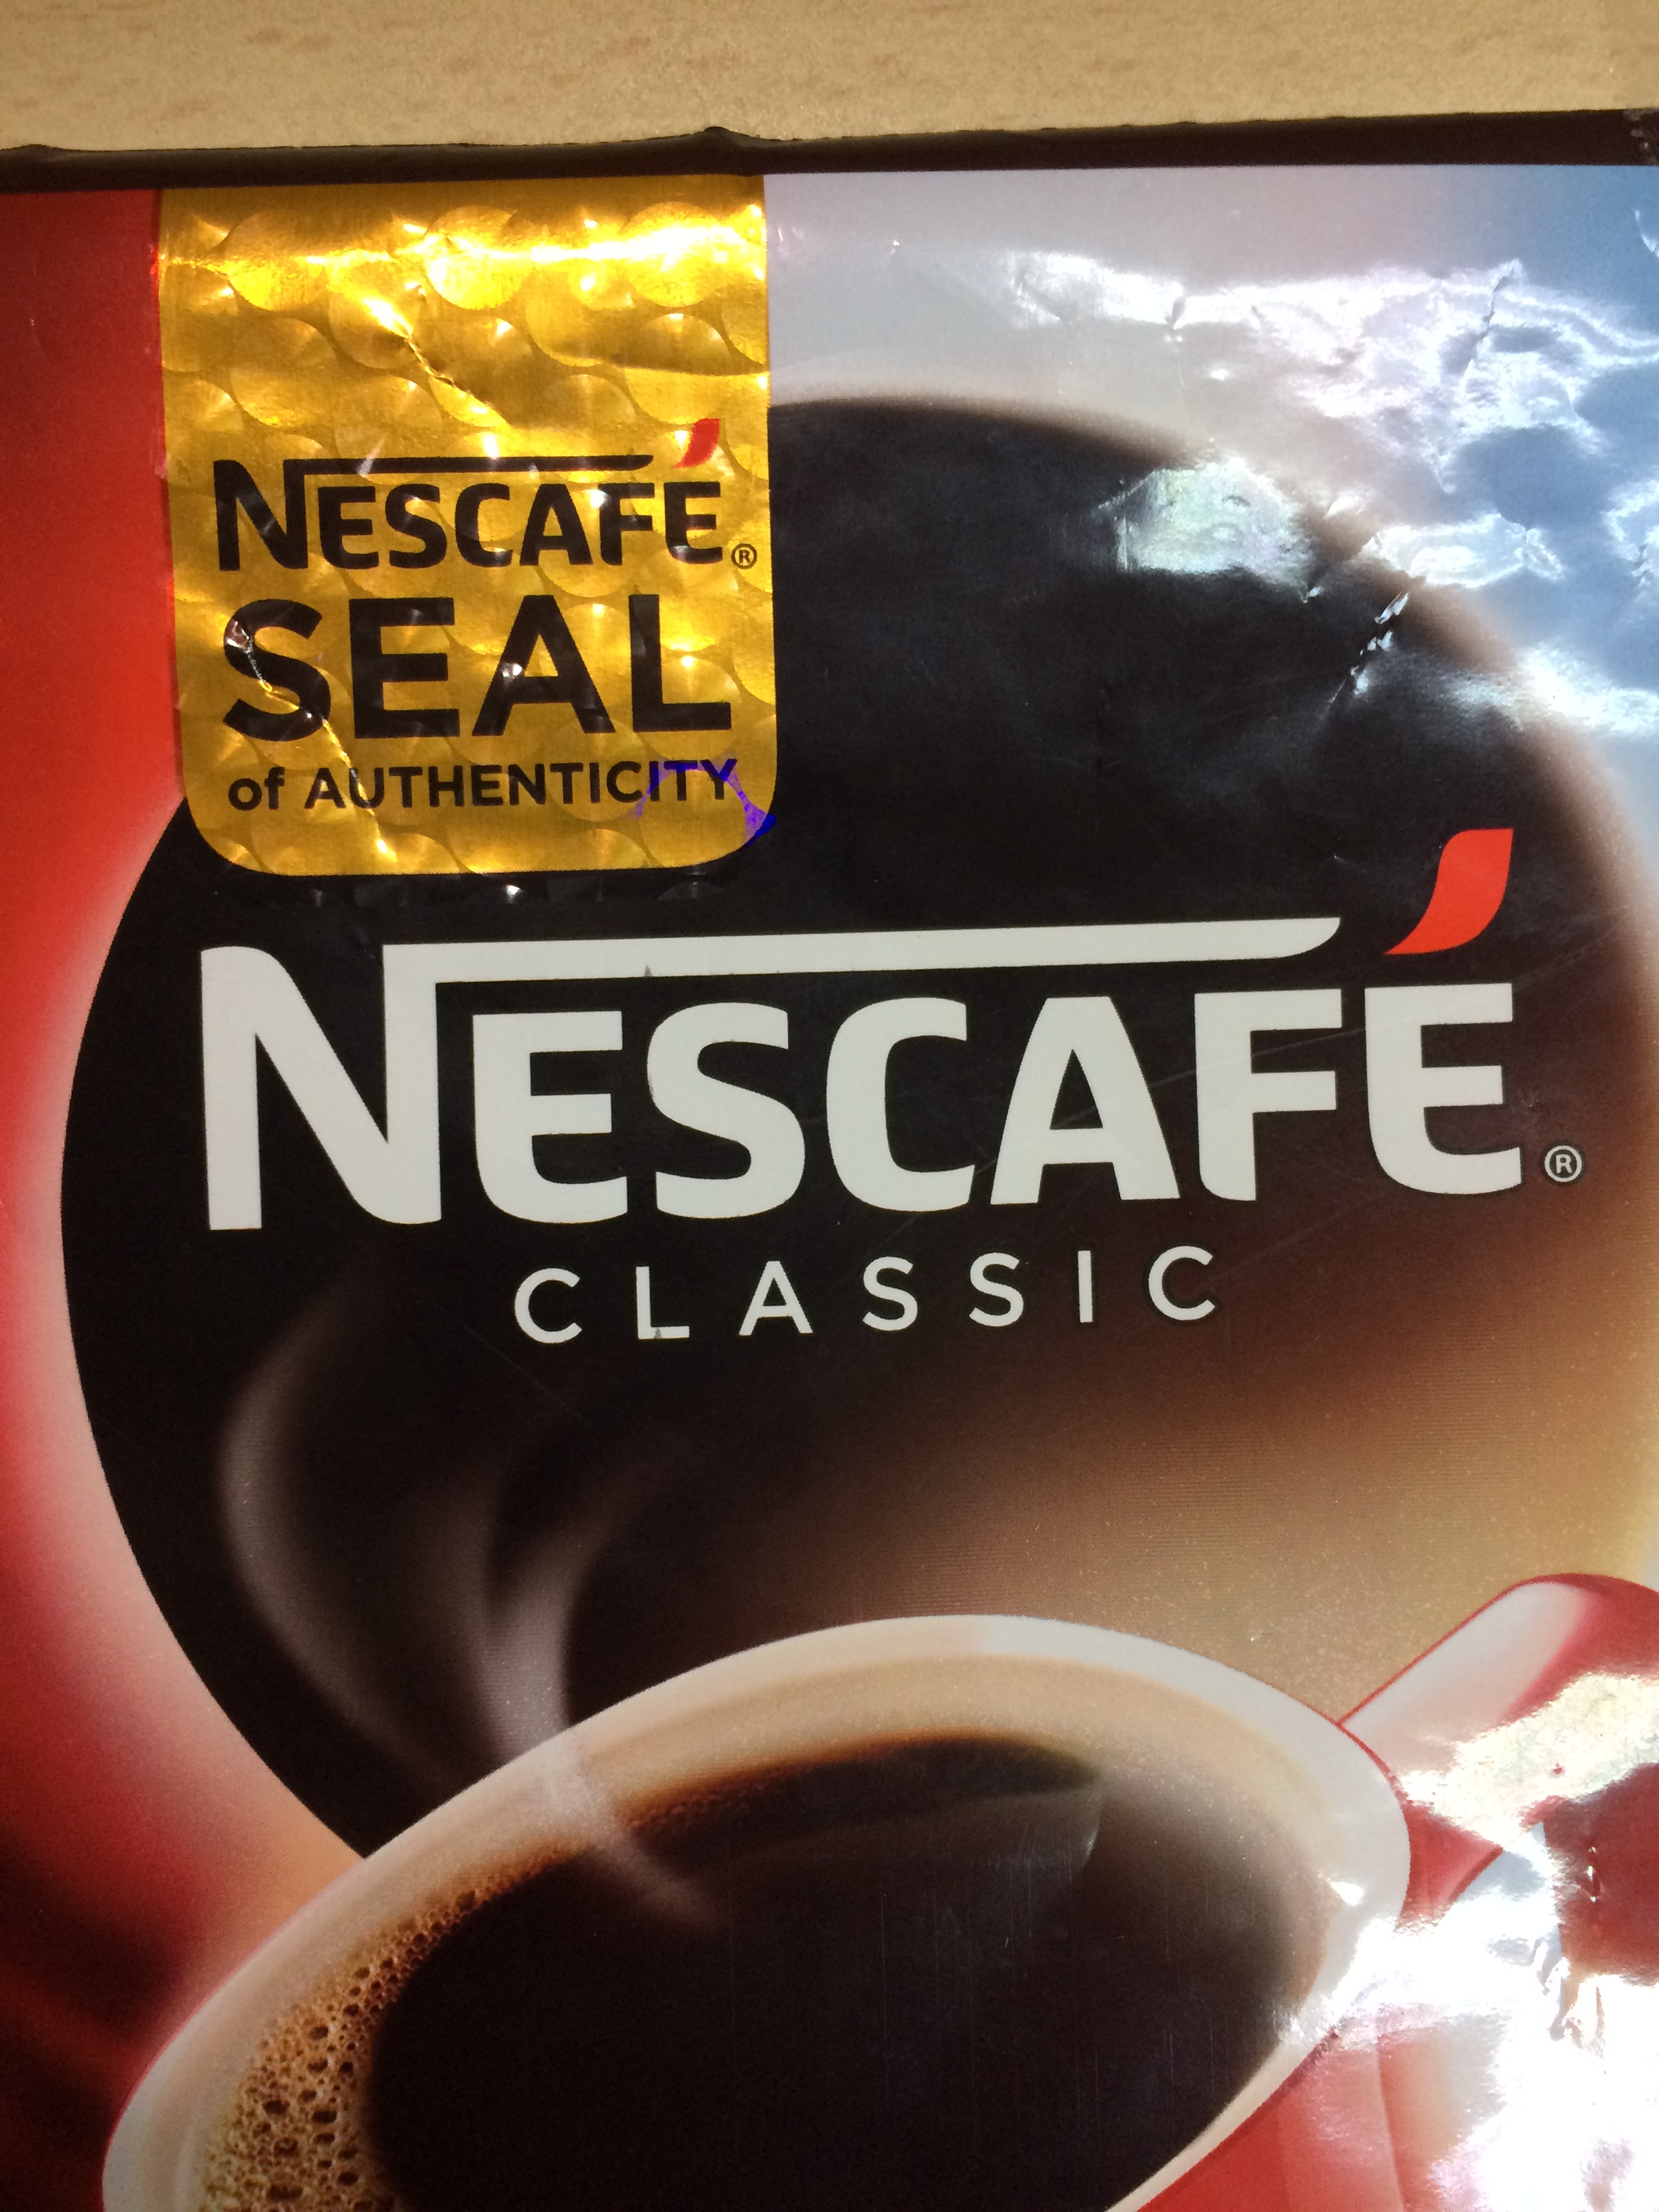 NESCAFÉ®
SEAL
of AUTHENTICITY
NESCAFÉ®
CLASSIC